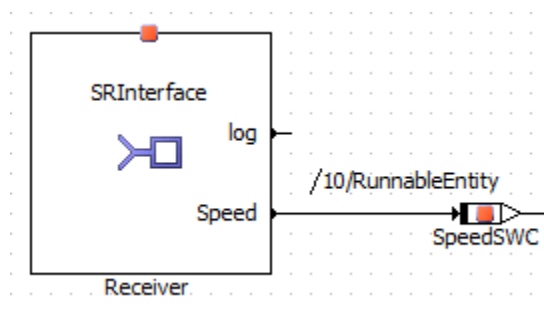 SRInterface
log
/10/RunnableEntity
Speed
SpeedSWC
Receiver